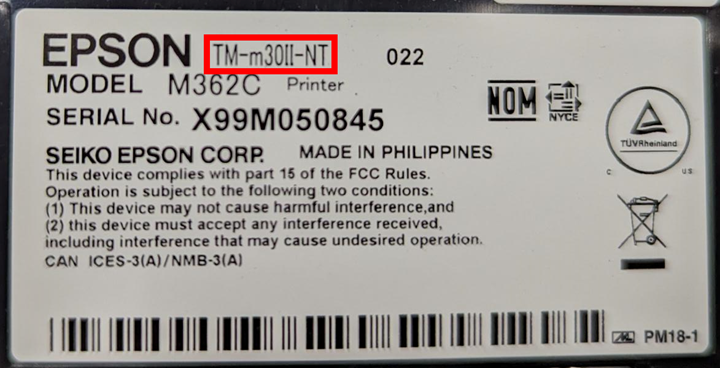 EPSON TM-m30II-NT 022
MODEL M362C Printer
SERIAL No. X99M050845
NOM NYCE
TÜVRheinland
C US
SEIKO EPSON CORP. MADE IN PHILIPPINES
This device complies with part 15 of the FCC Rules.
Operation is subject to the following two conditions:
(1) This device may not cause harmful interference,and
(2) this device must accept any interference received,
including interference that may cause undesired operation.
CAN ICES-3(A)/NMB-3(A)
PM18-1